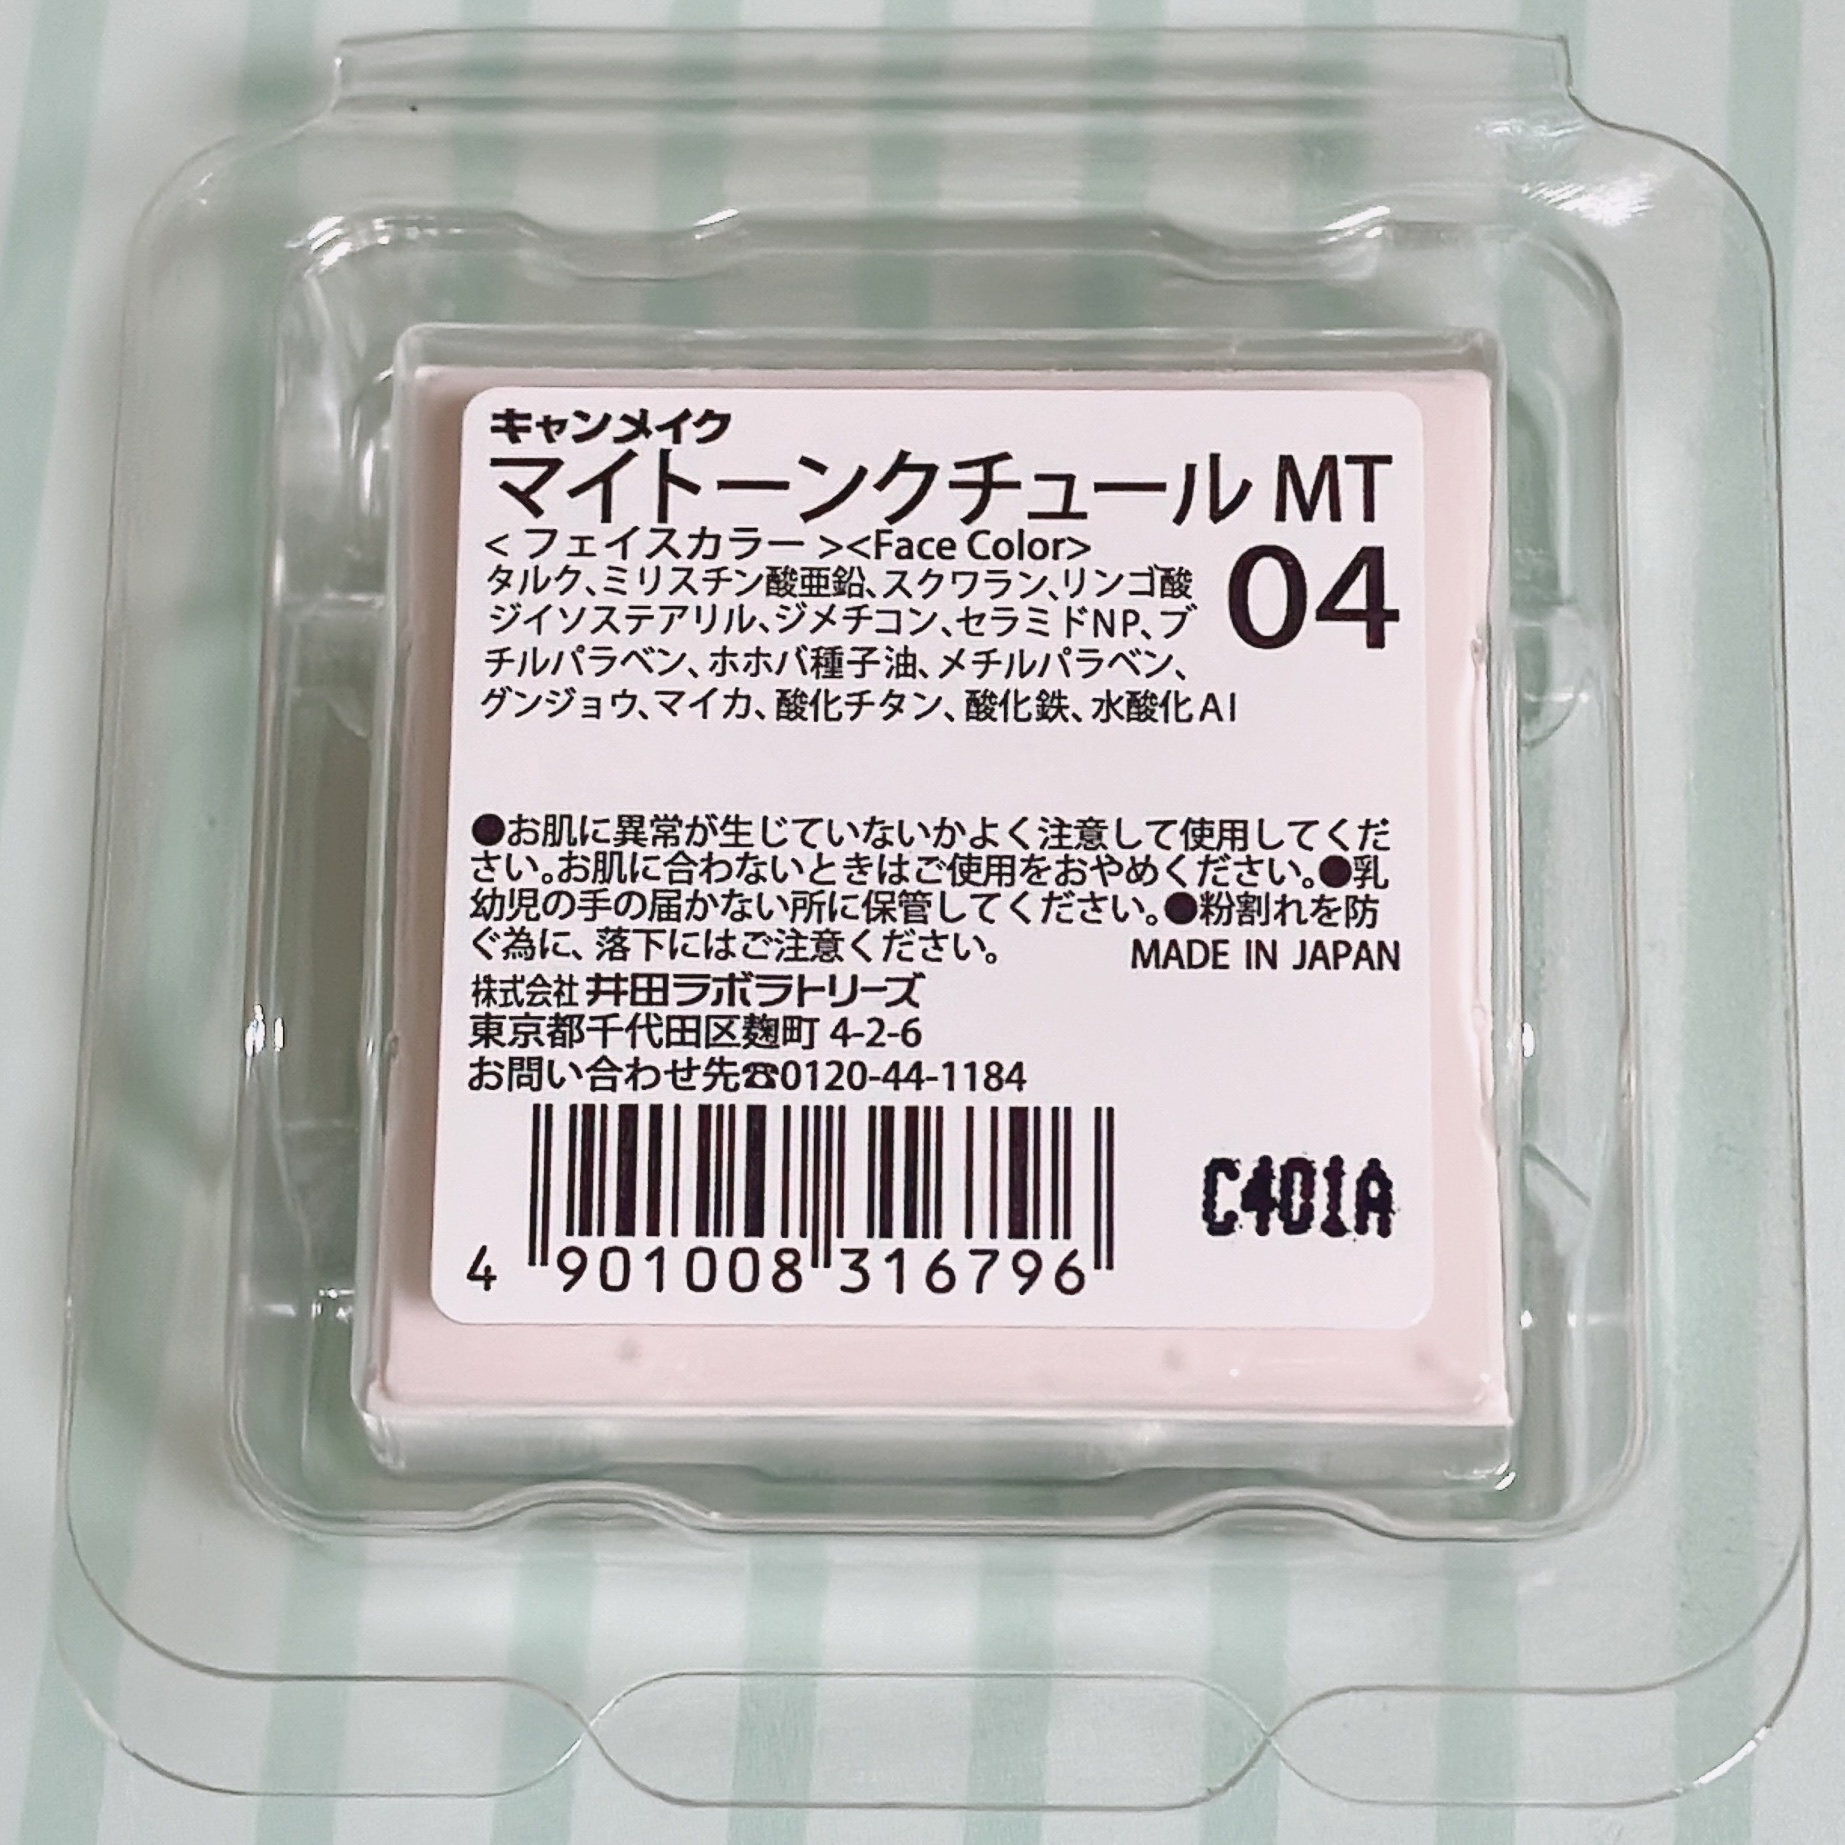 キャンメイク
マイトーンクチュール MT
< フェイスカラー ><Face Color>
04
タルク、ミリスチン酸亜鉛、スクワラン、リンゴ酸
ジイソステアリル、ジメチコン、セラミドNP、ブ
チルパラベン、ホホバ種子油、メチルパラベン、
グンジョウ、マイカ、酸化チタン、酸化鉄、水酸化Al
●お肌に異常が生じていないかよく注意して使用してくだ
さい。お肌に合わないときはご使用をおやめください。●乳
幼児の手の届かない所に保管してください。●粉割れを防
ぐ為に、落下にはご注意ください。 MADE IN JAPAN
株式会社 井田ラボラトリーズ
東京都千代田区麹町 4-2-6
お問い合わせ先☎0120-44-1184
C401A
4 901008 316796